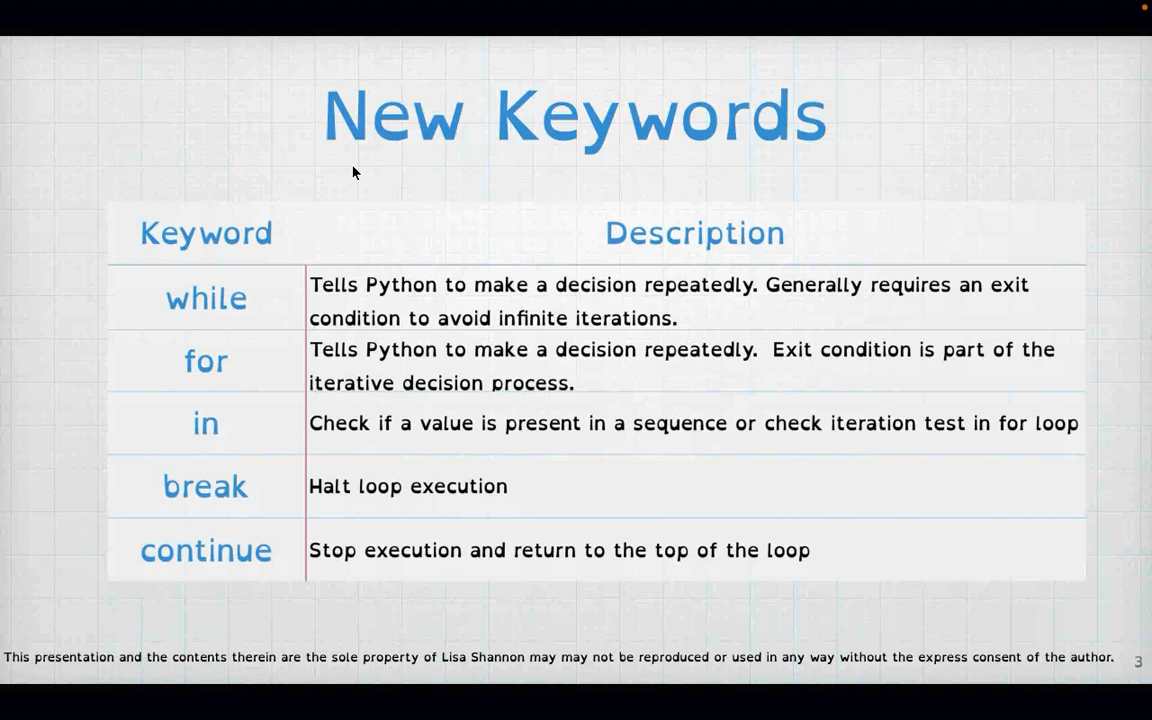 New Keywords
Keyword Description
while
Tells Python to make a decision repeatedly. Generally requires an exit
condition to avoid infinite iterations.
for
Tells Python to make a decision repeatedly. Exit condition is part of the
iterative decision process.
in
Check if a value is present in a sequence or check iteration test in for loop
break
Halt loop execution
continue
Stop execution and return to the top of the loop
This presentation and the contents therein are the sole property of Lisa Shannon may may not be reproduced or used in any way without the express consent of the author.
3